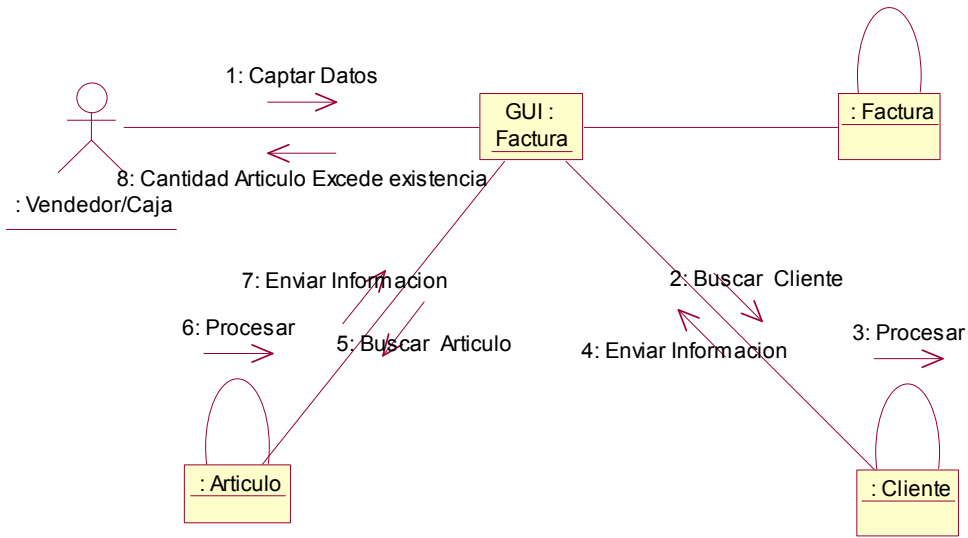 1: Captar Datos
GUI :
Factura
: Factura
8: Cantidad Articulo Excede existencia
: Vendedor/Caja
7: Enviar Informacion
2: Buscar Cliente
6: Procesar
5: Buscar Articulo
4: Enviar Informacion
3: Procesar
: Articulo
: Cliente